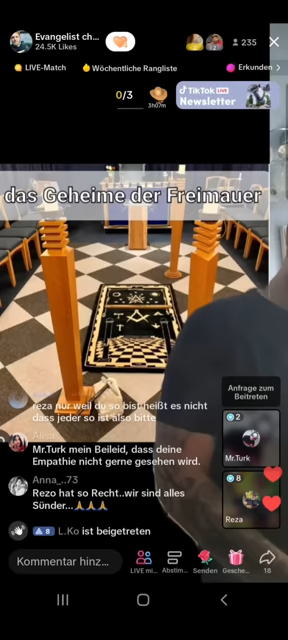 Evangelist ch...
24.5K Likes
235
LIVE-Match
Wöchentliche Rangliste
Erkunden
0/3
3h07m
TikTok LIVE
Newsletter
das Geheime der Freimauer
Anfrage zum
Beitreten
reza nur weil du so bist heißt es nicht
dass jeder so ist also bitte
2
Mr.Turk
Mr.Turk mein Beileid, dass deine
Empathie nicht gerne gesehen wird.
Anna_..73
Rezo hat so Recht..wir sind alles
Sünder...🙏🙏🙏
8
Reza
8 L.Ko ist beigetreten
Kommentar hinz...
LIVE mi...
Abstim...
Senden
Gesche...
18